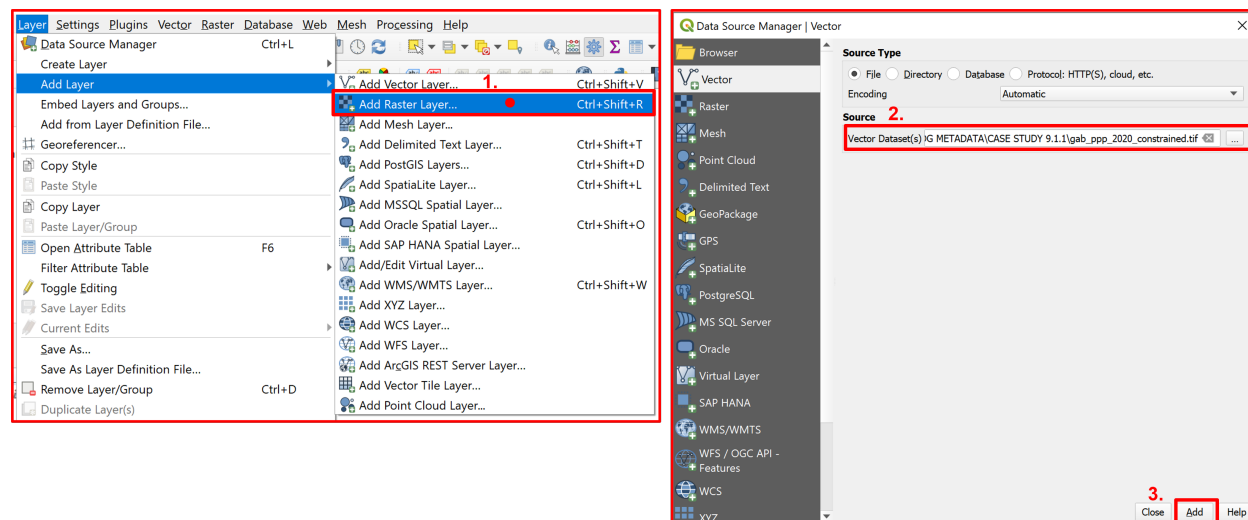 Layer Settings Plugins Vector Raster Database Web Mesh Processing Help
Data Source Manager Ctrl+L
Create Layer
Add Layer
Embed Layers and Groups...
Add from Layer Definition File...
Georeferencer...
Copy Style
Paste Style
Copy Layer
Paste Layer/Group
Open Attribute Table F6
Filter Attribute Table
Toggle Editing
Save Layer Edits
Current Edits
Save As...
Save As Layer Definition File...
Remove Layer/Group Ctrl+D
Duplicate Layer(s)
1.
Add Vector Layer... Ctrl+Shift+V
Add Raster Layer... Ctrl+Shift+R
Add Mesh Layer...
Add Delimited Text Layer... Ctrl+Shift+T
Add PostGIS Layers... Ctrl+Shift+D
Add SpatiaLite Layer... Ctrl+Shift+L
Add MSSQL Spatial Layer...
Add Oracle Spatial Layer... Ctrl+Shift+O
Add SAP HANA Spatial Layer...
Add/Edit Virtual Layer...
Add WMS/WMTS Layer... Ctrl+Shift+W
Add XYZ Layer...
Add WCS Layer...
Add WFS Layer...
Add ArcGIS REST Server Layer...
Add Vector Tile Layer...
Add Point Cloud Layer...
Data Source Manager | Vector
Browser
Vector
Raster
Mesh
Point Cloud
Delimited Text
GeoPackage
GPS
SpatiaLite
PostgreSQL
MS SQL Server
Oracle
Virtual Layer
SAP HANA
WMS/WMTS
WFS / OGC API -
Features
WCS
XYZ
Source Type
File Directory Database Protocol: HTTP(S), cloud, etc.
Encoding Automatic
Source 2.
Vector Dataset(s) G METADATA\CASE STUDY 9.1.1\gab_ppp_2020_constrained.tif ...
3.
Close Add Help